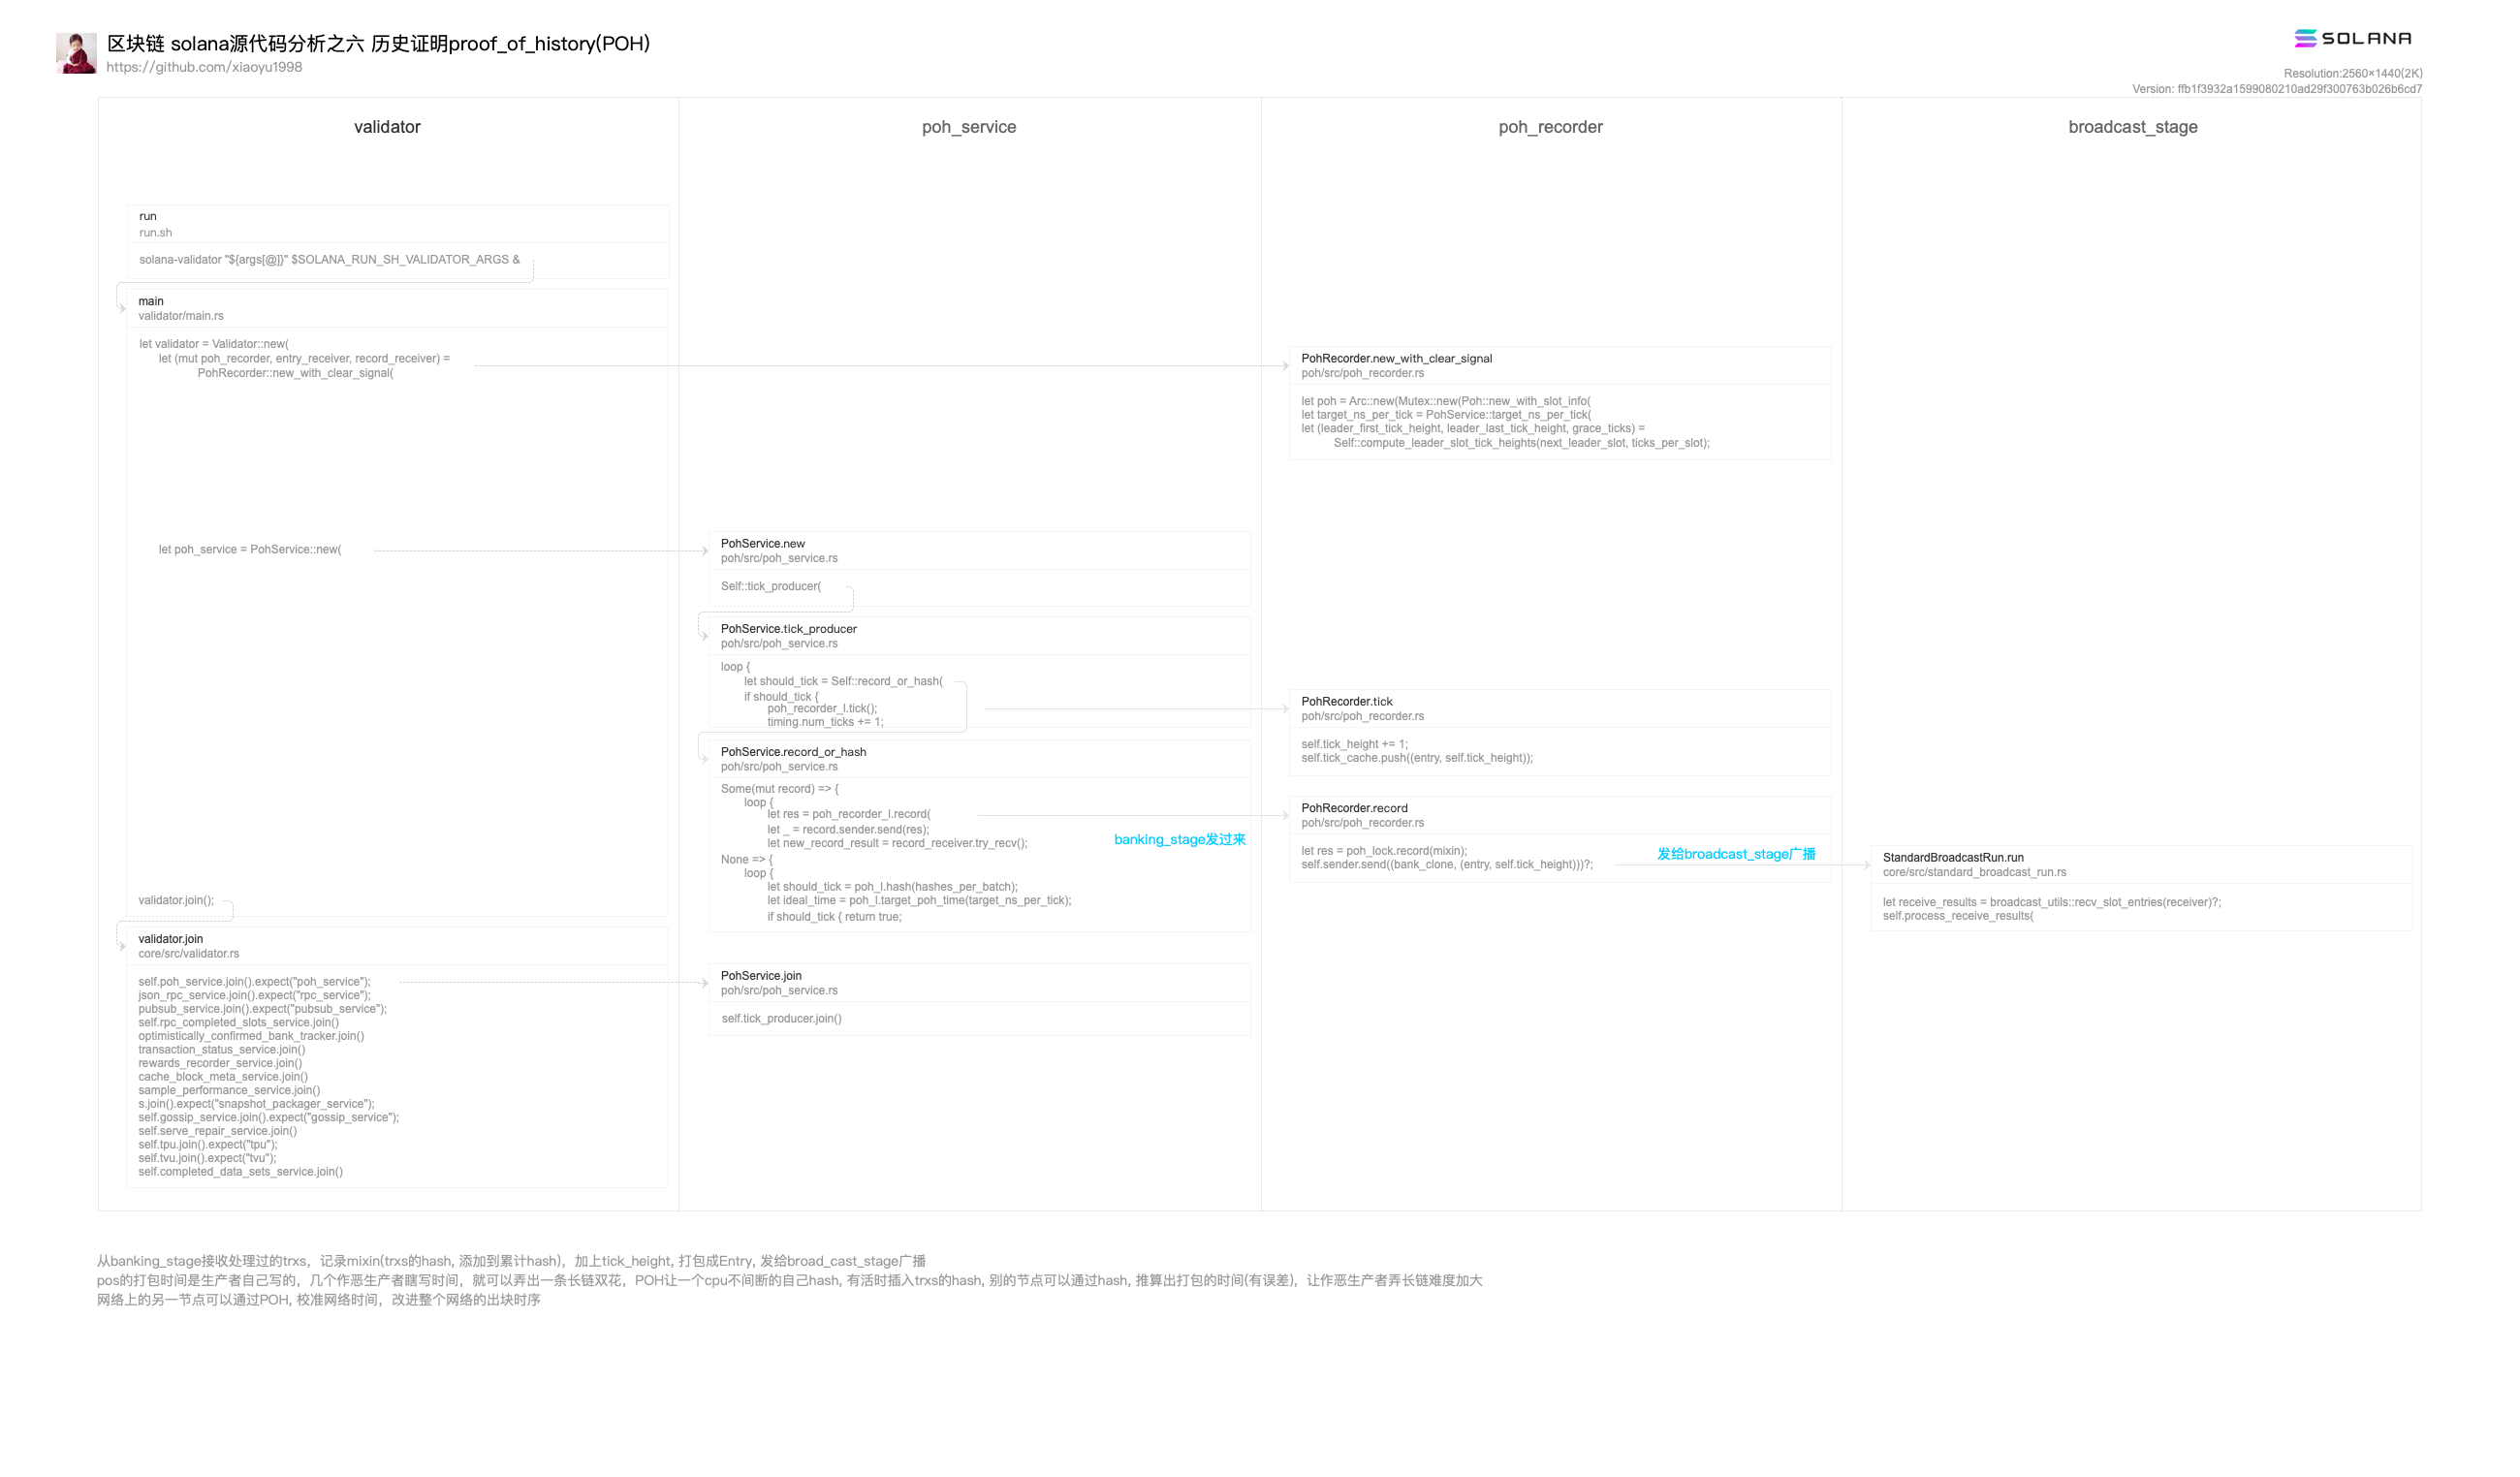 区块链 solana源代码分析之六 历史证明proof_of_history(POH)
https://github.com/xiaoyu1998
SOLANA
Resolution:2560×1440(2K)
Version: ffb1f3932a1599080210ad29f300763b026b6cd7
validator
poh_service
poh_recorder
broadcast_stage
run
run.sh
solana-validator "${args[@]}" $SOLANA_RUN_SH_VALIDATOR_ARGS &
main
validator/main.rs
let validator = Validator::new(
let (mut poh_recorder, entry_receiver, record_receiver) =
PohRecorder::new_with_clear_signal(
let poh_service = PohService::new(
validator.join();
validator.join
core/src/validator.rs
self.poh_service.join().expect("poh_service");
json_rpc_service.join().expect("rpc_service");
pubsub_service.join().expect("pubsub_service");
self.rpc_completed_slots_service.join()
optimistically_confirmed_bank_tracker.join()
transaction_status_service.join()
rewards_recorder_service.join()
cache_block_meta_service.join()
sample_performance_service.join()
s.join().expect("snapshot_packager_service");
self.gossip_service.join().expect("gossip_service");
self.serve_repair_service.join()
self.tpu.join().expect("tpu");
self.tvu.join().expect("tvu");
self.completed_data_sets_service.join()
PohService.new
poh/src/poh_service.rs
Self::tick_producer(
PohService.tick_producer
poh/src/poh_service.rs
loop {
let should_tick = Self::record_or_hash(
if should_tick {
poh_recorder_l.tick();
timing.num_ticks += 1;
PohService.record_or_hash
poh/src/poh_service.rs
Some(mut record) => {
loop {
let res = poh_recorder_l.record(
let _ = record.sender.send(res);
let new_record_result = record_receiver.try_recv();
banking_stage发过来
None => {
loop {
let should_tick = poh_l.hash(hashes_per_batch);
let ideal_time = poh_l.target_poh_time(target_ns_per_tick);
if should_tick { return true;
PohService.join
poh/src/poh_service.rs
self.tick_producer.join()
PohRecorder.new_with_clear_signal
poh/src/poh_recorder.rs
let poh = Arc::new(Mutex::new(Poh::new_with_slot_info(
let target_ns_per_tick = PohService::target_ns_per_tick(
let (leader_first_tick_height, leader_last_tick_height, grace_ticks) =
Self::compute_leader_slot_tick_heights(next_leader_slot, ticks_per_slot);
PohRecorder.tick
poh/src/poh_recorder.rs
self.tick_height += 1;
self.tick_cache.push((entry, self.tick_height));
PohRecorder.record
poh/src/poh_recorder.rs
let res = poh_lock.record(mixin);
self.sender.send((bank_clone, (entry, self.tick_height)))?;
发给broadcast_stage广播
StandardBroadcastRun.run
core/src/standard_broadcast_run.rs
let receive_results = broadcast_utils::recv_slot_entries(receiver)?;
self.process_receive_results(
从banking_stage接收处理过的trxs，记录mixin(trxs的hash, 添加到累计hash)，加上tick_height, 打包成Entry, 发给broad_cast_stage广播
pos的打包时间是生产者自己写的，几个作恶生产者瞎写时间，就可以弄出一条长链双花，POH让一个cpu不间断的自己hash, 有活时插入trxs的hash, 别的节点可以通过hash, 推算出打包的时间(有误差)，让作恶生产者弄长链难度加大
网络上的另一节点可以通过POH, 校准网络时间，改进整个网络的出块时序